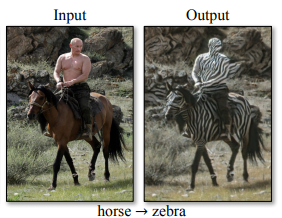 Input
Output
horse → zebra